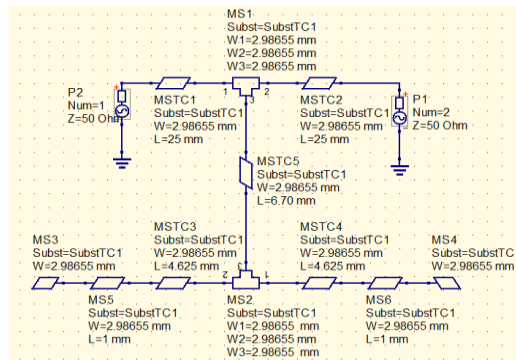 MS1
Subst=SubstTC1
W1=2.98655 mm
W2=2.98655 mm
W3=2.98655 mm
P2
Num=1
Z=50 Ohm
1
2
3
MSTC1
Subst=SubstTC1
W=2.98655 mm
L=25 mm
MSTC2
Subst=SubstTC1
W=2.98655 mm
L=25 mm
P1
Num=2
Z=50 Ohm
MSTC5
Subst=SubstTC1
W=2.98655 mm
L=6.70 mm
MS3
Subst=SubstTC1
W=2.98655 mm
MSTC3
Subst=SubstTC1
W=2.98655 mm
L=4.625 mm
MSTC4
Subst=SubstTC1
W=2.98655 mm
L=4.625 mm
MS4
Subst=SubstTC1
W=2.98655 mm
3
2
1
MS5
Subst=SubstTC1
W=2.98655 mm
L=1 mm
MS2
Subst=SubstTC1
W1=2.98655 mm
W2=2.98655 mm
W3=2.98655 mm
MS6
Subst=SubstTC1
W=2.98655 mm
L=1 mm